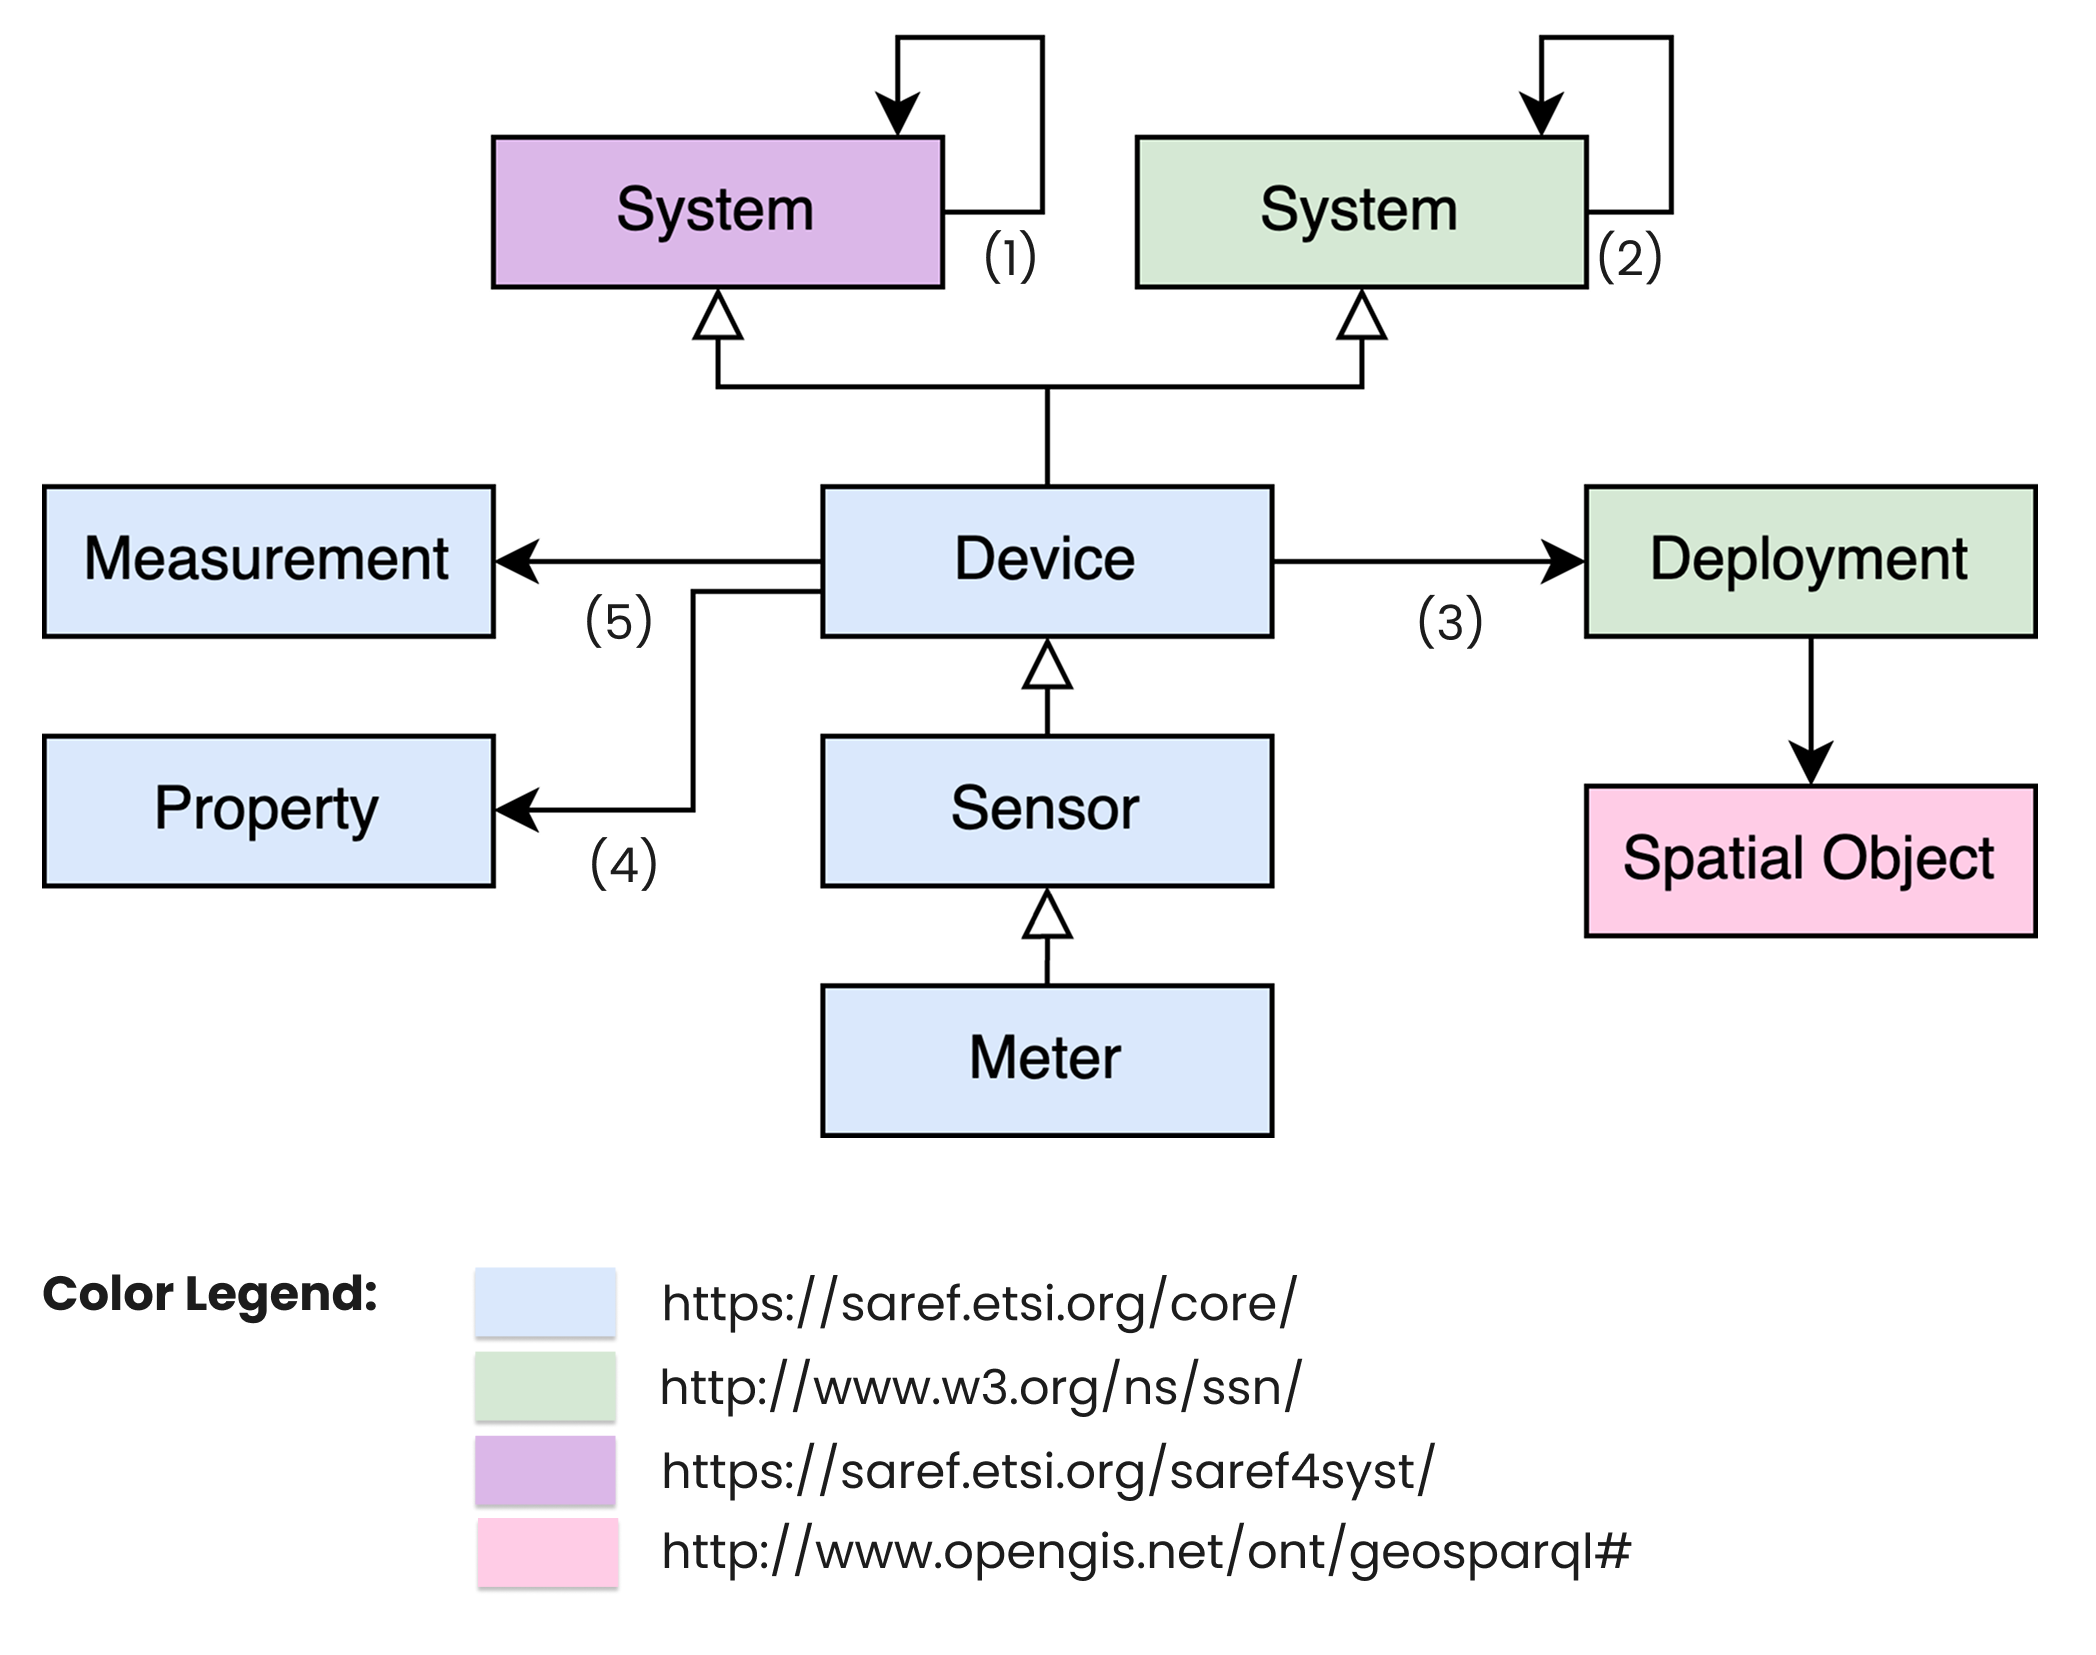 System
System
(1)
(2)
Measurement
Device
Deployment
(5)
(3)
Property
Sensor
(4)
Spatial Object
Meter
Color Legend:
https://saref.etsi.org/core/
http://www.w3.org/ns/ssn/
https://saref.etsi.org/saref4syst/
http://www.opengis.net/ont/geosparql#